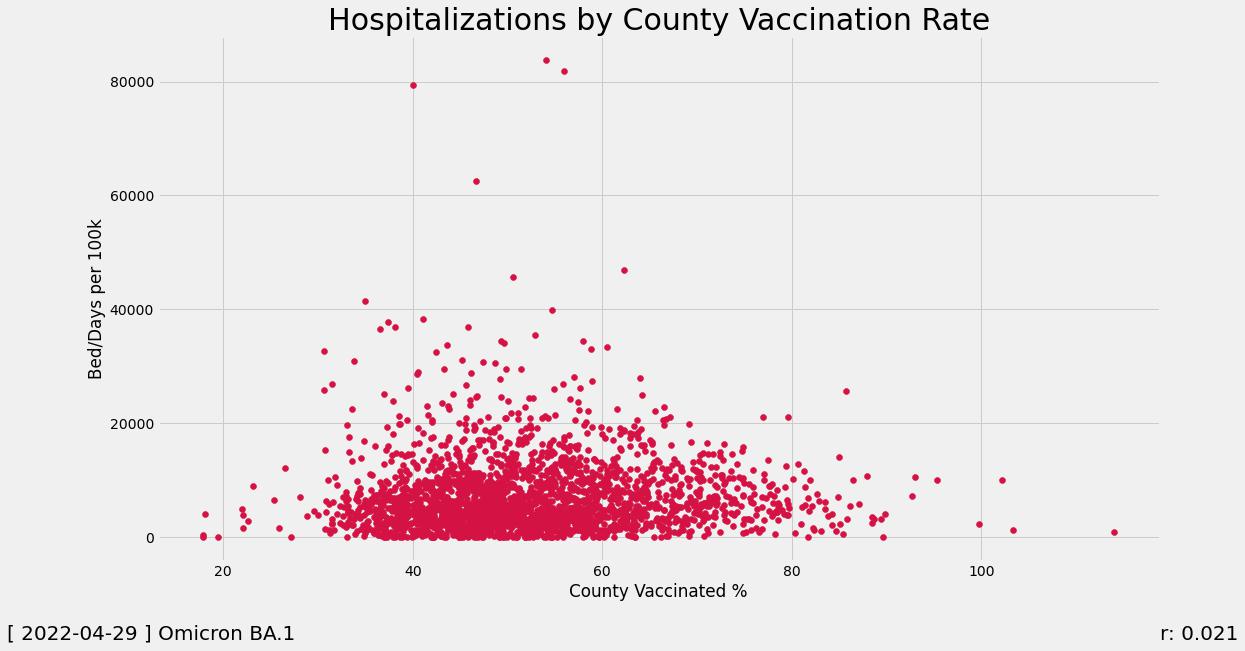 Hospitalizations by County Vaccination Rate
80000
60000
40000
20000
0
Bed/Days per 100k
20 40 60 80 100
County Vaccinated %
[ 2022-04-29 ] Omicron BA.1
r: 0.021